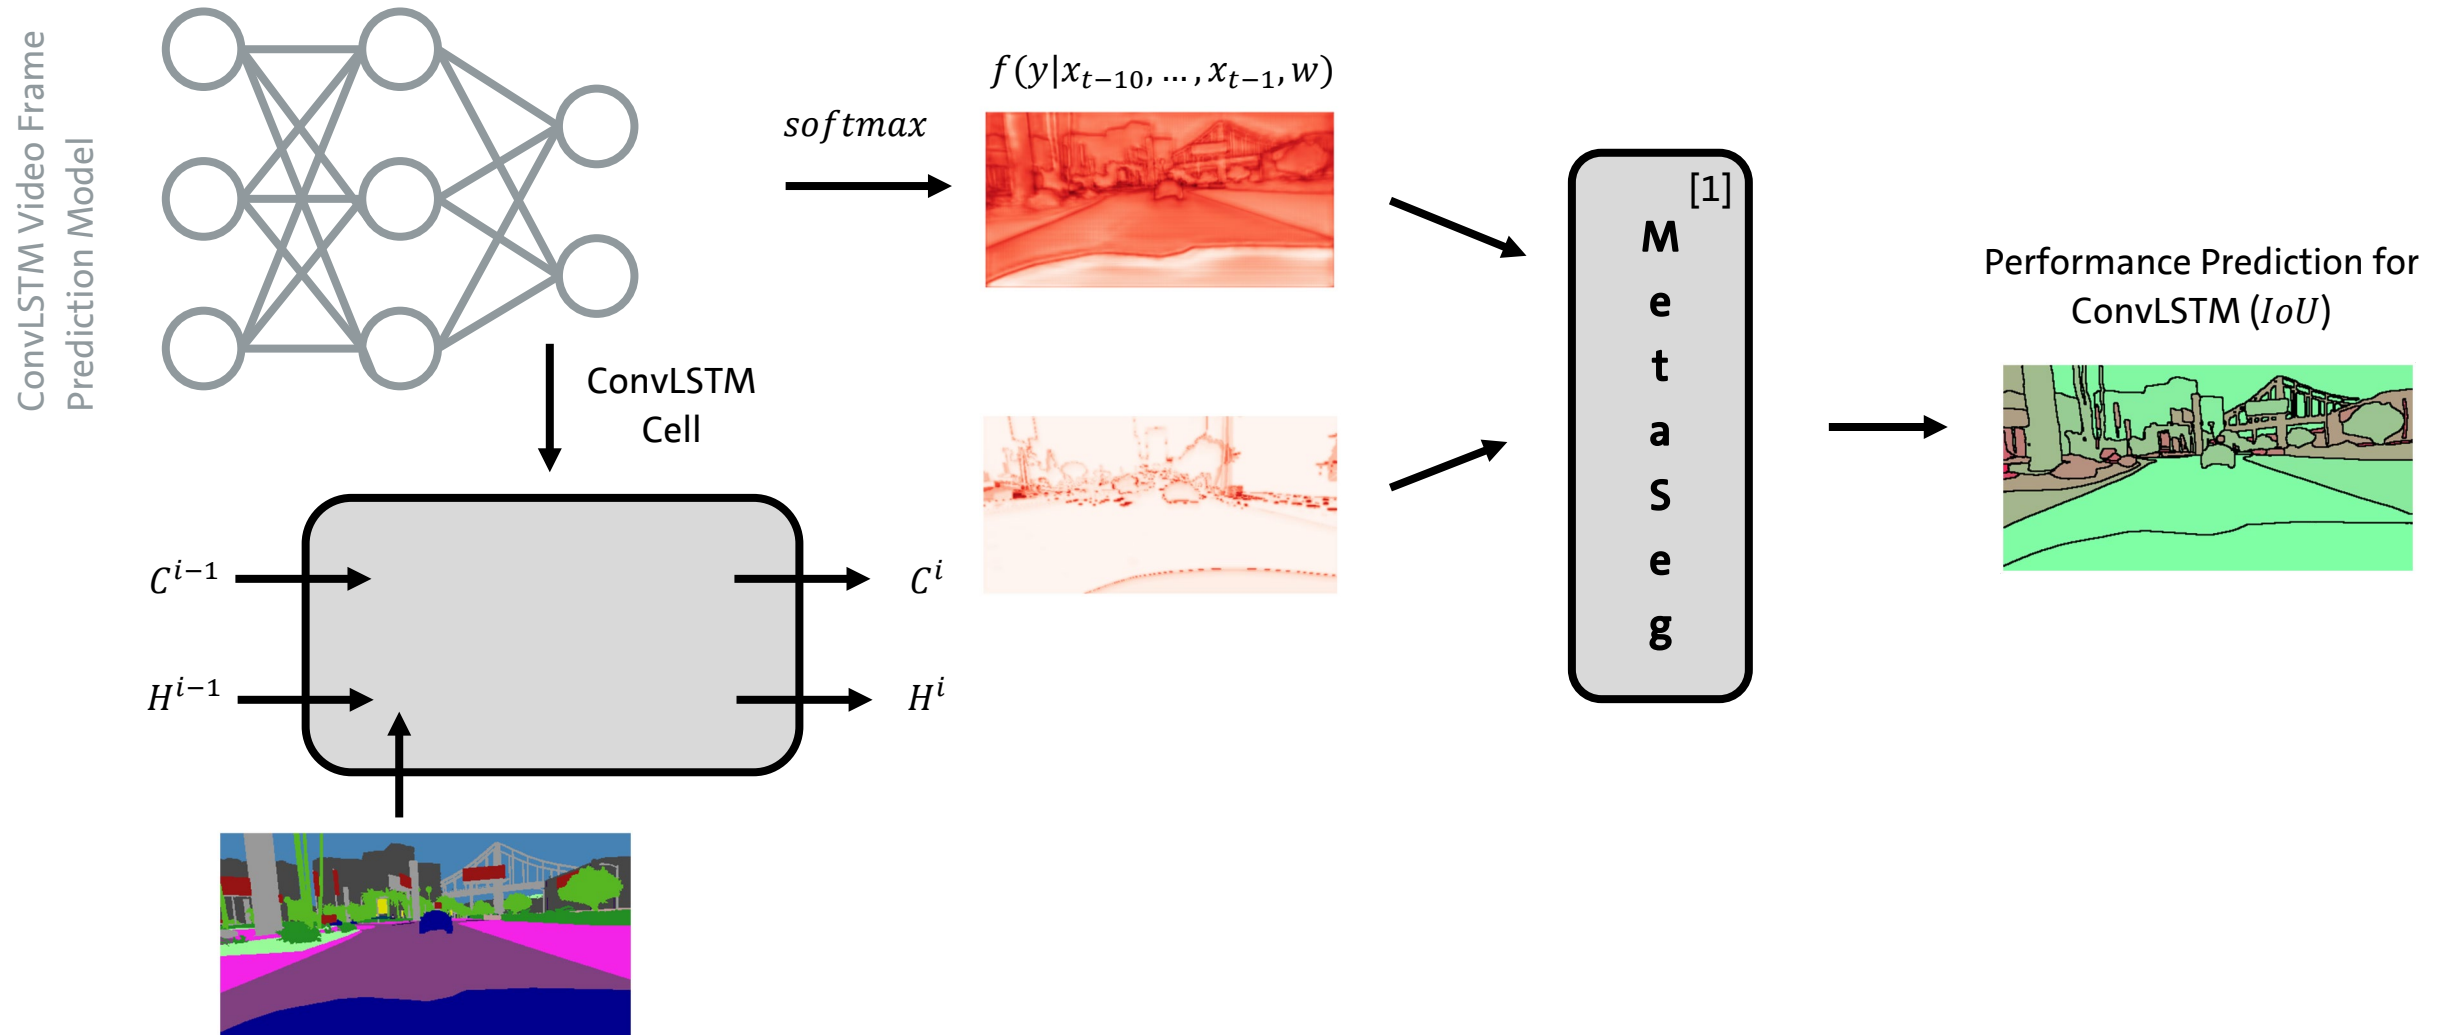 ConvLSTM Video Frame
Prediction Model
softmax
f(y|x_{t−10}, …, x_{t−1}, w)
ConvLSTM
Cell
C^{i−1}
C^i
H^{i−1}
H^i
[1]
M
e
t
a
S
e
g
Performance Prediction for
ConvLSTM (IoU)